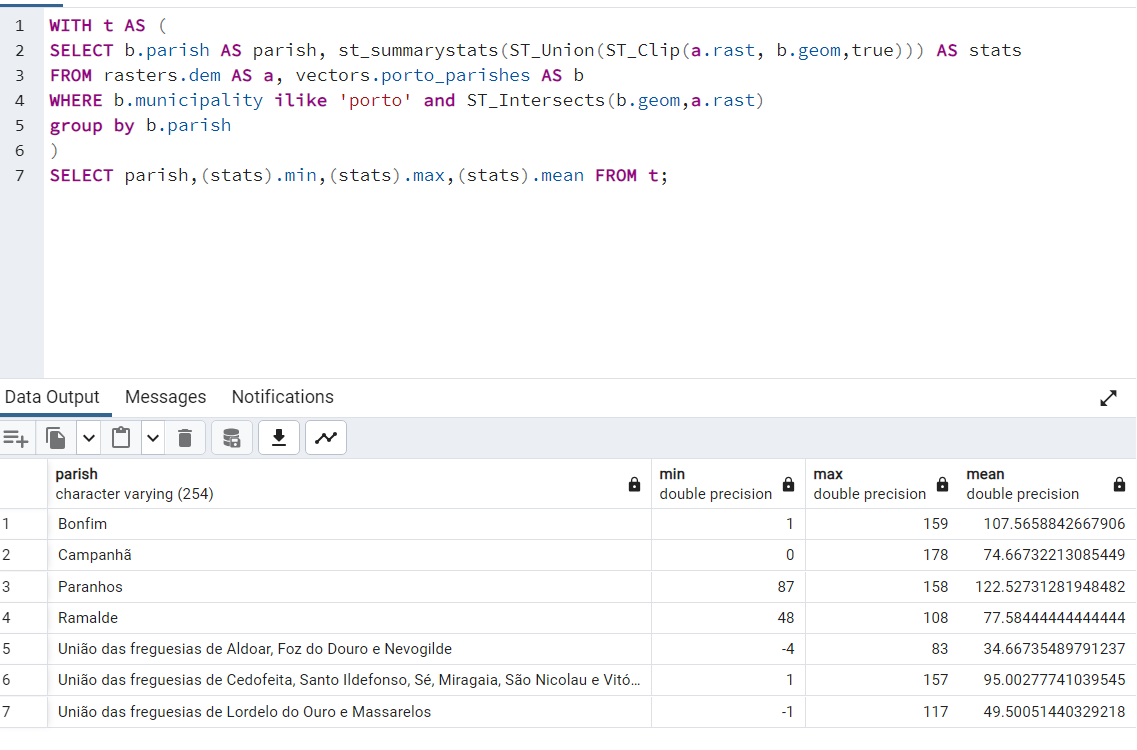 1 WITH t AS (
2 SELECT b.parish AS parish, st_summarystats(ST_Union(ST_Clip(a.rast, b.geom,true))) AS stats
3 FROM rasters.dem AS a, vectors.porto_parishes AS b
4 WHERE b.municipality ilike 'porto' and ST_Intersects(b.geom,a.rast)
5 group by b.parish
6 )
7 SELECT parish,(stats).min,(stats).max,(stats).mean FROM t;
Data Output Messages Notifications
parish min max mean
character varying (254) double precision double precision double precision
1 Bonfim 1 159 107.5658842667906
2 Campanhã 0 178 74.66732213085449
3 Paranhos 87 158 122.52731281948482
4 Ramalde 48 108 77.58444444444444
5 União das freguesias de Aldoar, Foz do Douro e Nevogilde -4 83 34.66735489791237
6 União das freguesias de Cedofeita, Santo Ildefonso, Sé, Miragaia, São Nicolau e Vitó... 1 157 95.00277741039545
7 União das freguesias de Lordelo do Ouro e Massarelos -1 117 49.50051440329218